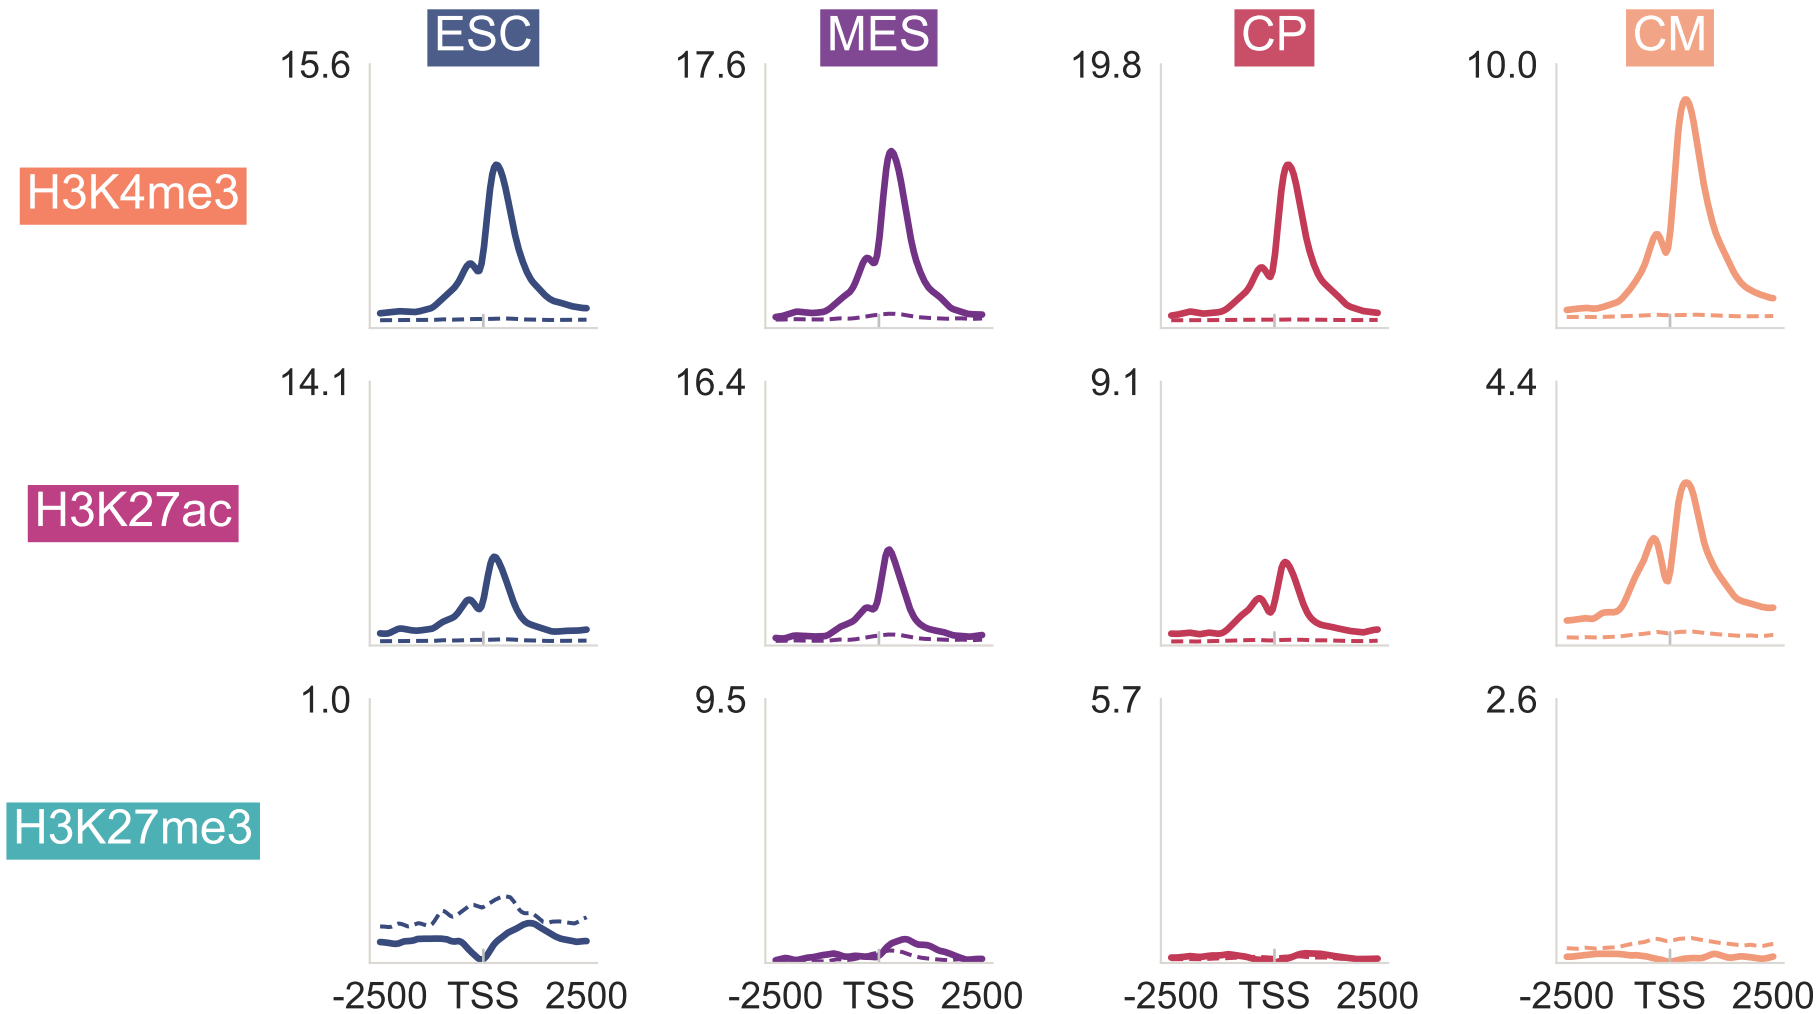 ESC MES CP CM
15.6 17.6 19.8 10.0
H3K4me3
14.1 16.4 9.1 4.4
H3K27ac
1.0 9.5 5.7 2.6
H3K27me3
-2500 TSS 2500 -2500 TSS 2500 -2500 TSS 2500 -2500 TSS 2500